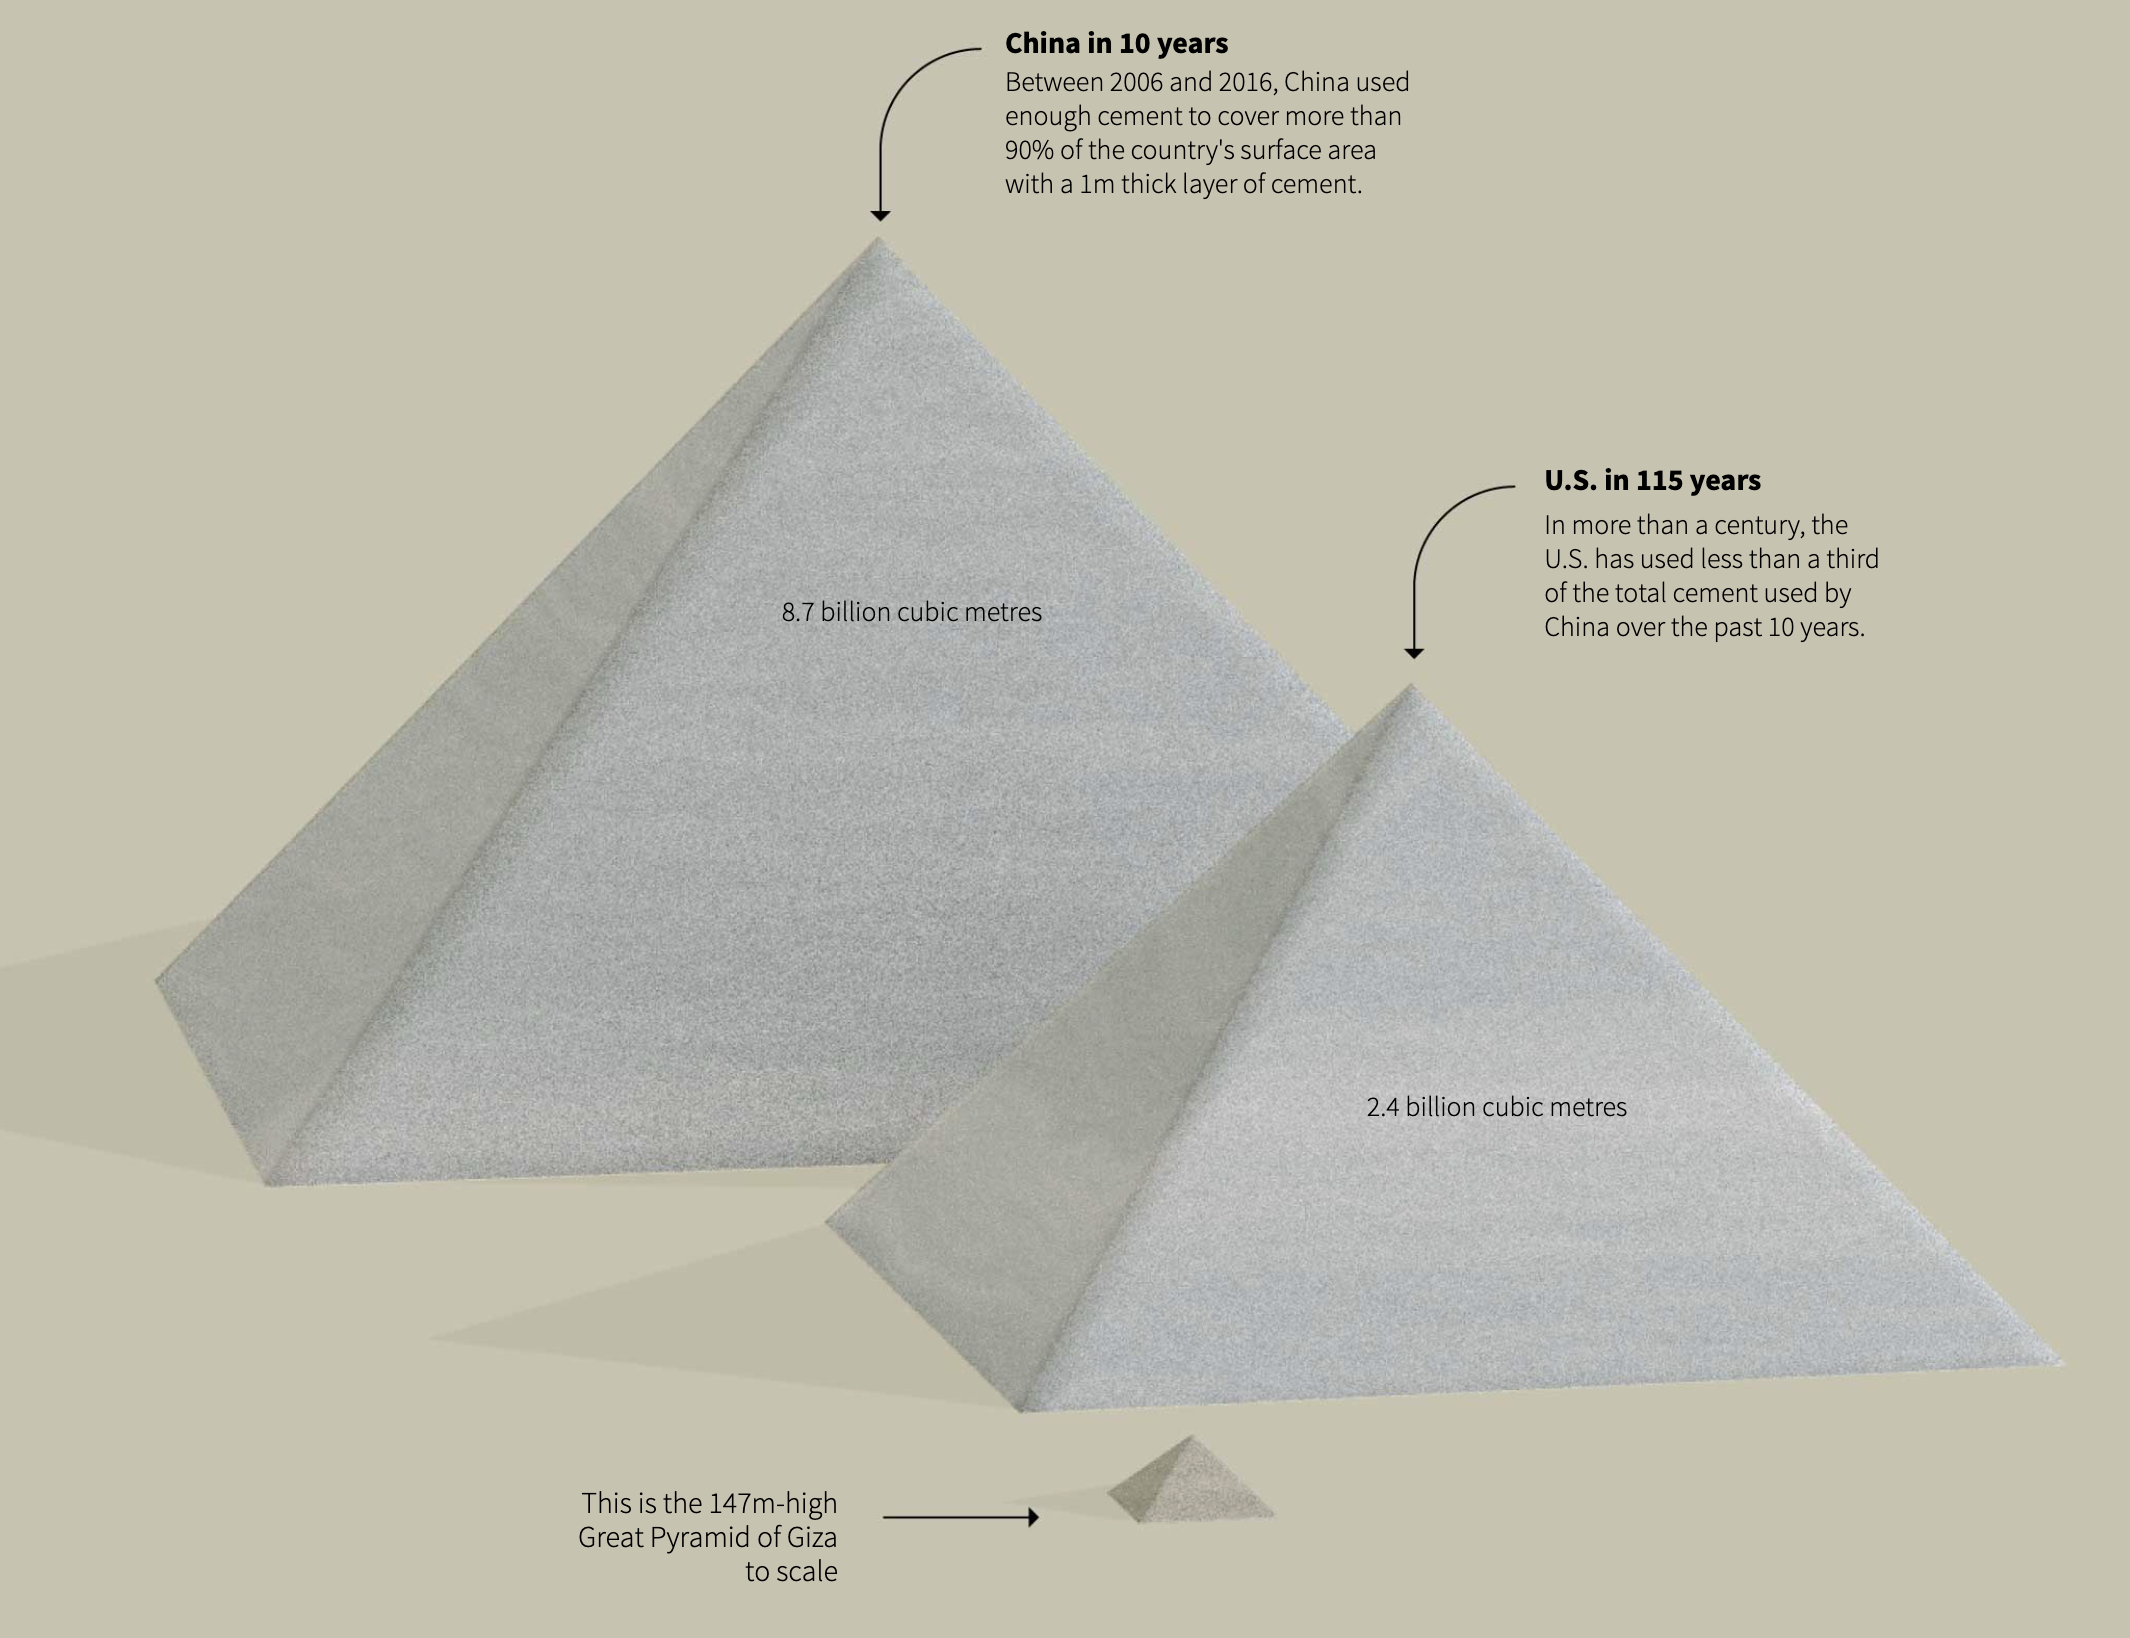 China in 10 years
Between 2006 and 2016, China used
enough cement to cover more than
90% of the country's surface area
with a 1m thick layer of cement.
U.S. in 115 years
In more than a century, the
U.S. has used less than a third
of the total cement used by
China over the past 10 years.
8.7 billion cubic metres
2.4 billion cubic metres
This is the 147m-high
Great Pyramid of Giza
to scale